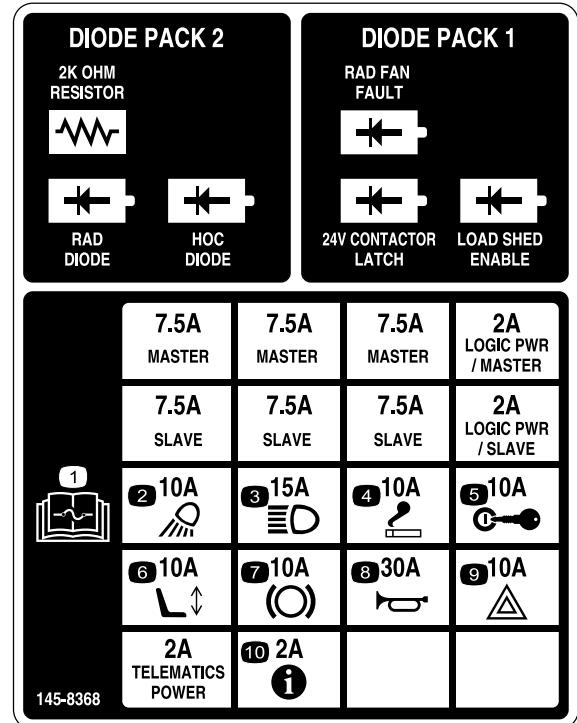 DIODE PACK 2
2K OHM
RESISTOR
RAD
DIODE
HOC
DIODE
DIODE PACK 1
RAD FAN
FAULT
24V CONTACTOR
LATCH
LOAD SHED
ENABLE
7.5A
MASTER
7.5A
MASTER
7.5A
MASTER
2A
LOGIC PWR
/ MASTER
7.5A
SLAVE
7.5A
SLAVE
7.5A
SLAVE
2A
LOGIC PWR
/ SLAVE
1
2 10A
3 15A
4 10A
5 10A
6 10A
7 10A
8 30A
9 10A
2A
TELEMATICS
POWER
10 2A
145-8368